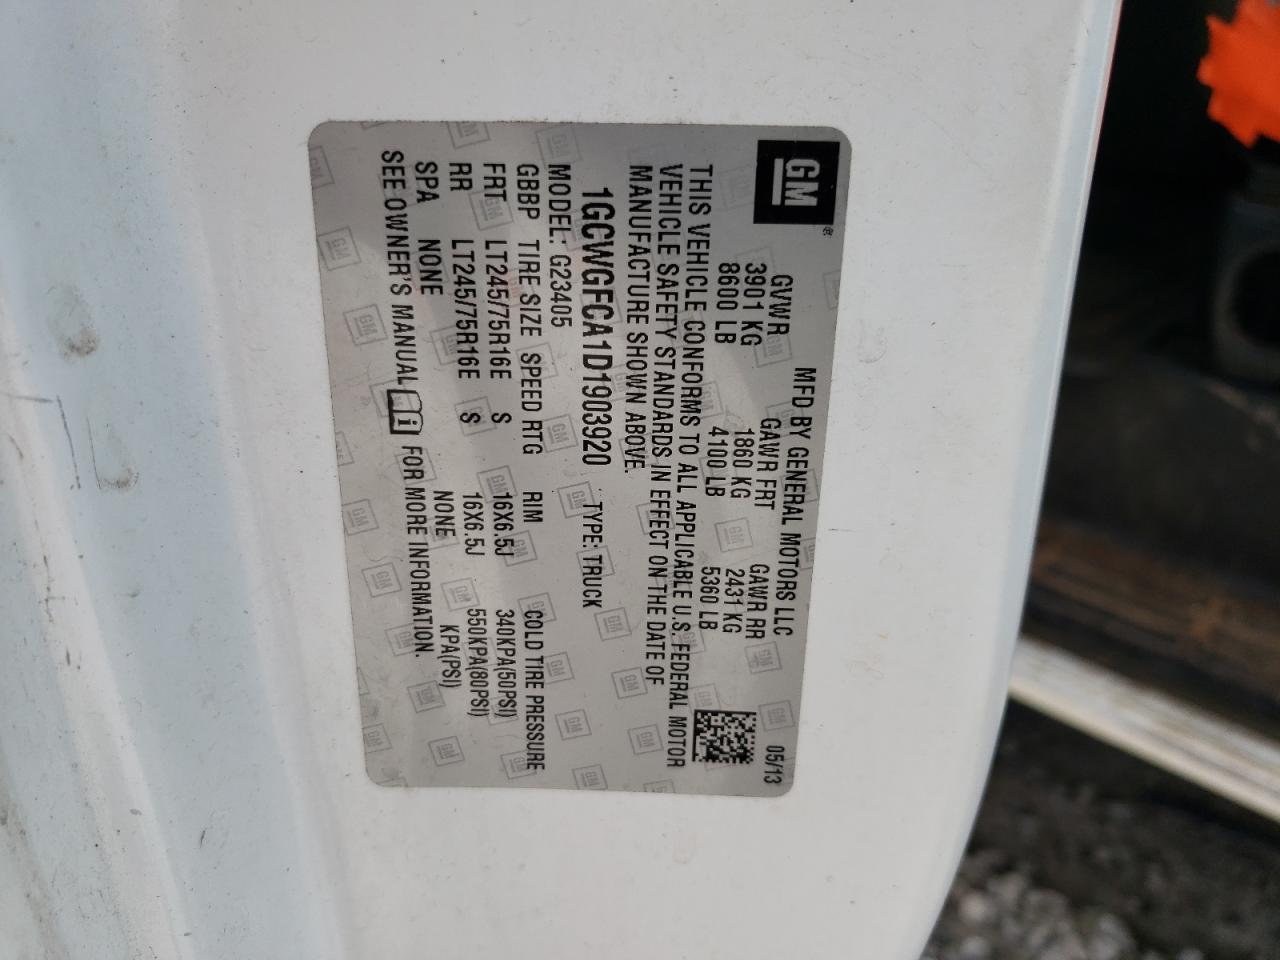 GM ®
MFD BY GENERAL MOTORS LLC 05/13
GVWR GAWR FRT GAWR RR
3901 KG 1860 KG 2431 KG
8600 LB 4100 LB 5360 LB
THIS VEHICLE CONFORMS TO ALL APPLICABLE U.S. FEDERAL MOTOR
VEHICLE SAFETY STANDARDS IN EFFECT ON THE DATE OF
MANUFACTURE SHOWN ABOVE.
1GCWGFCA1D1903920 TYPE: TRUCK
MODEL: G23405
GBBP TIRE SIZE SPEED RTG RIM COLD TIRE PRESSURE
FRT LT245/75R16E S 16X6.5J 340KPA(50PSI)
RR LT245/75R16E S 16X6.5J 550KPA(80PSI)
SPA NONE NONE KPA(PSI)
SEE OWNER'S MANUAL i FOR MORE INFORMATION.